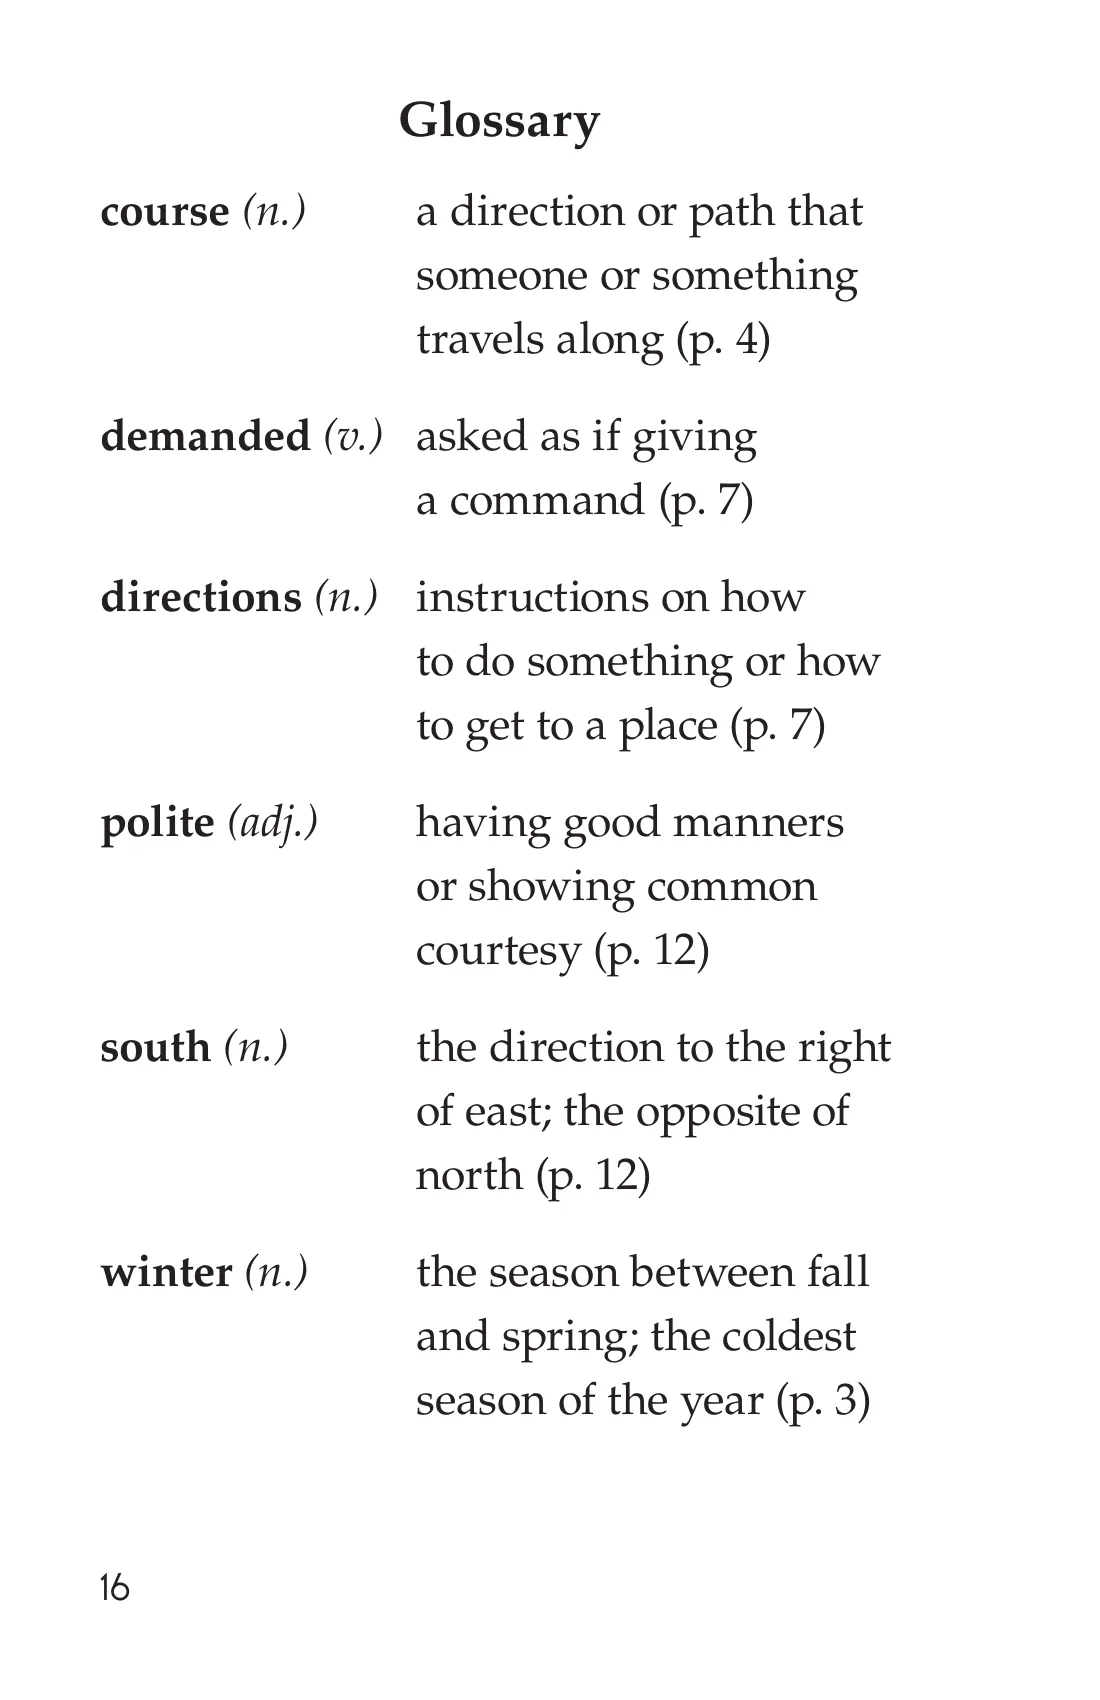 Glossary
course (n.) a direction or path that
someone or something
travels along (p. 4)
demanded (v.) asked as if giving
a command (p. 7)
directions (n.) instructions on how
to do something or how
to get to a place (p. 7)
polite (adj.) having good manners
or showing common
courtesy (p. 12)
south (n.) the direction to the right
of east; the opposite of
north (p. 12)
winter (n.) the season between fall
and spring; the coldest
season of the year (p. 3)
16